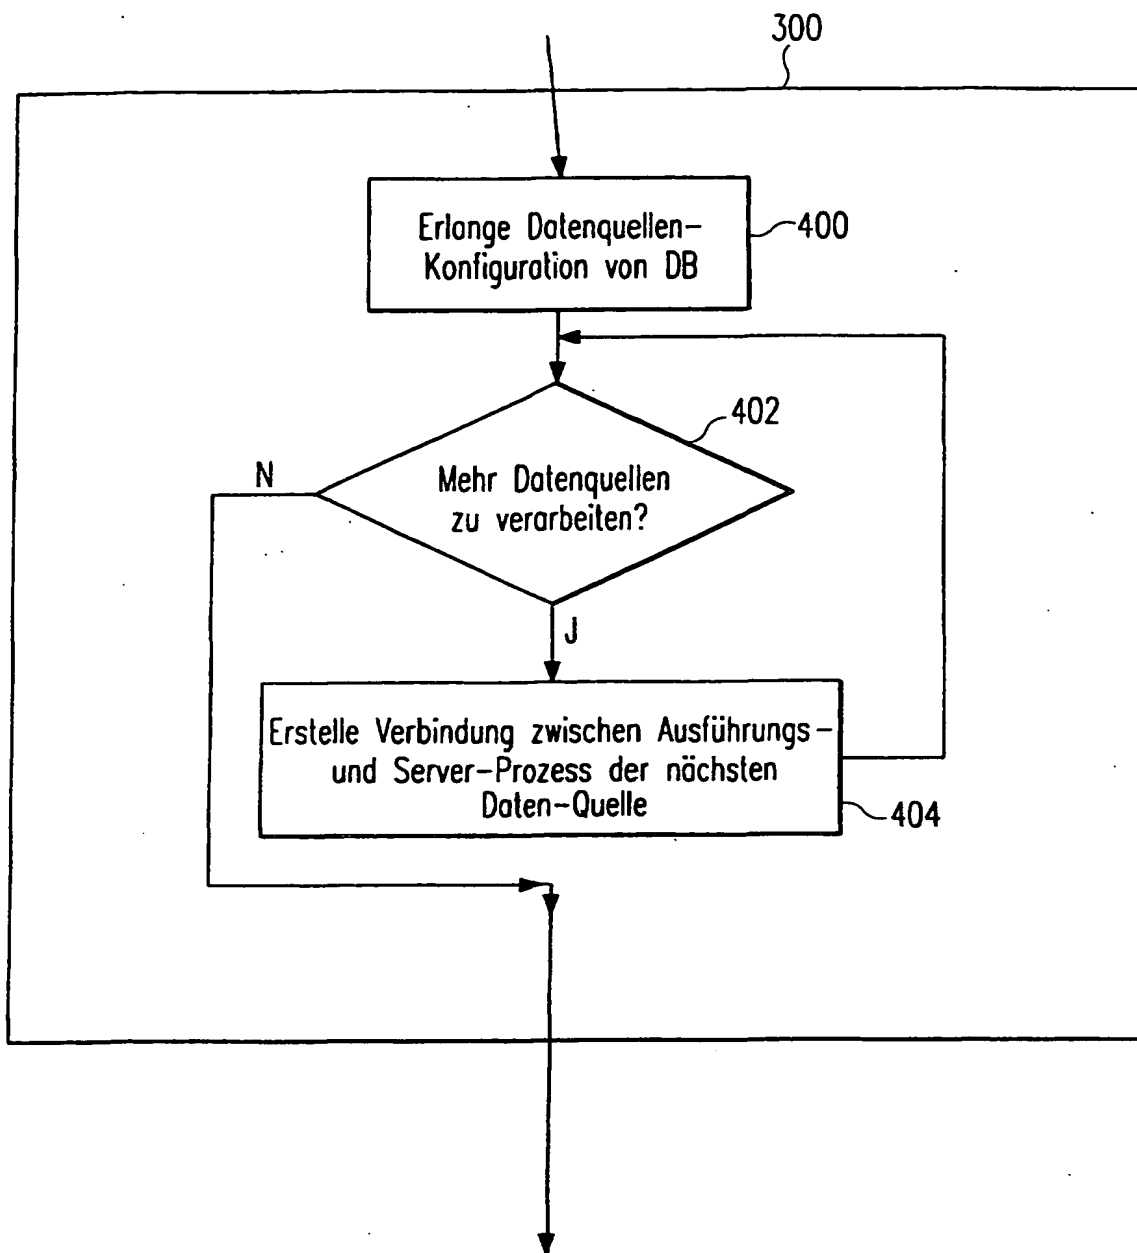 300
Erlange Datenquellen-
Konfiguration von DB
400
402
N
Mehr Datenquellen
zu verarbeiten?
J
Erstelle Verbindung zwischen Ausführungs-
und Server-Prozess der nächsten
Daten-Quelle
404